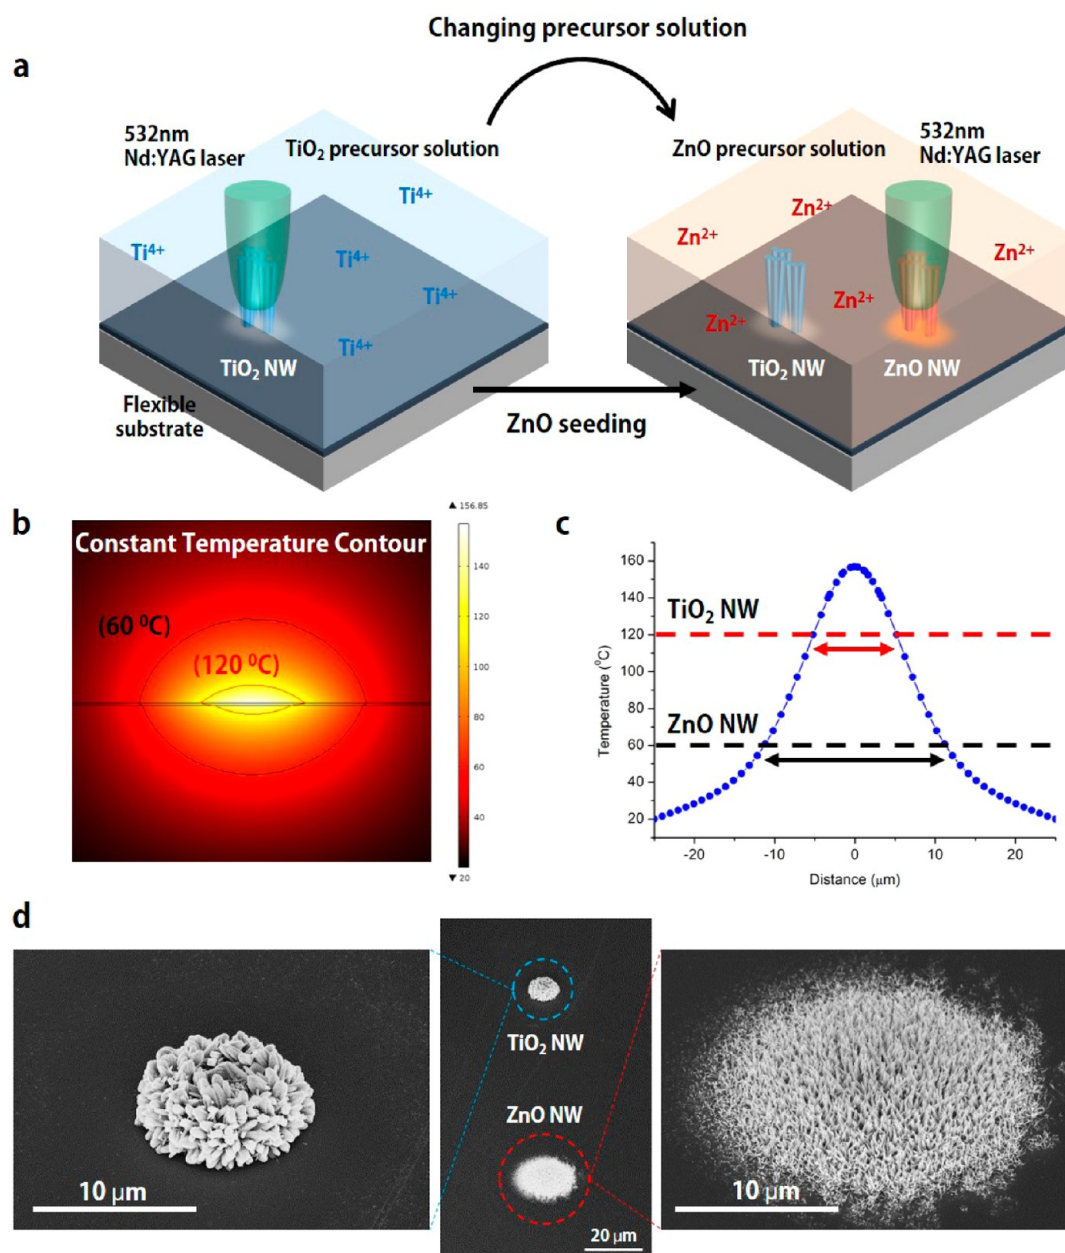 Changing precursor solution
a
532nm
Nd:YAG laser
TiO₂ precursor solution
Ti⁴⁺
Ti⁴⁺
Ti⁴⁺
Ti⁴⁺
Ti⁴⁺
TiO₂ NW
Flexible
substrate
ZnO seeding
ZnO precursor solution
532nm
Nd:YAG laser
Zn²⁺
Zn²⁺
Zn²⁺
Zn²⁺
Zn²⁺
TiO₂ NW
ZnO NW
b
Constant Temperature Contour
(60 ⁰C)
(120 ⁰C)
▲ 156.85
140
120
100
80
60
40
▼ 20
c
Temperature (⁰C)
160
140
120
100
80
60
40
20
TiO₂ NW
ZnO NW
-20
-10
0
10
20
Distance (μm)
d
10 μm
TiO₂ NW
ZnO NW
20 μm
10 μm